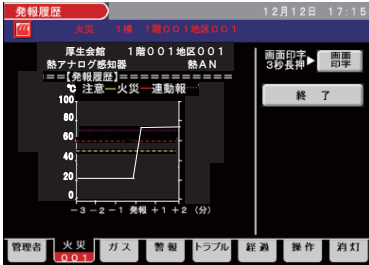 発報履歴
12月12日 17:15
火災: 1棟 1階001地区001
厚生会館 1階001地区001
熱アナログ感知器 熱AN
==【発報履歴】==========
℃ 注意―火災―連動報
100
80
60
40
20
0
-3 -2 -1 発報 +1 +2 (分)
画面印字▶
3秒長押
画面
印字
終 了
管理者 火災 ガス 警報 トラブル 経過 操作 消灯
001